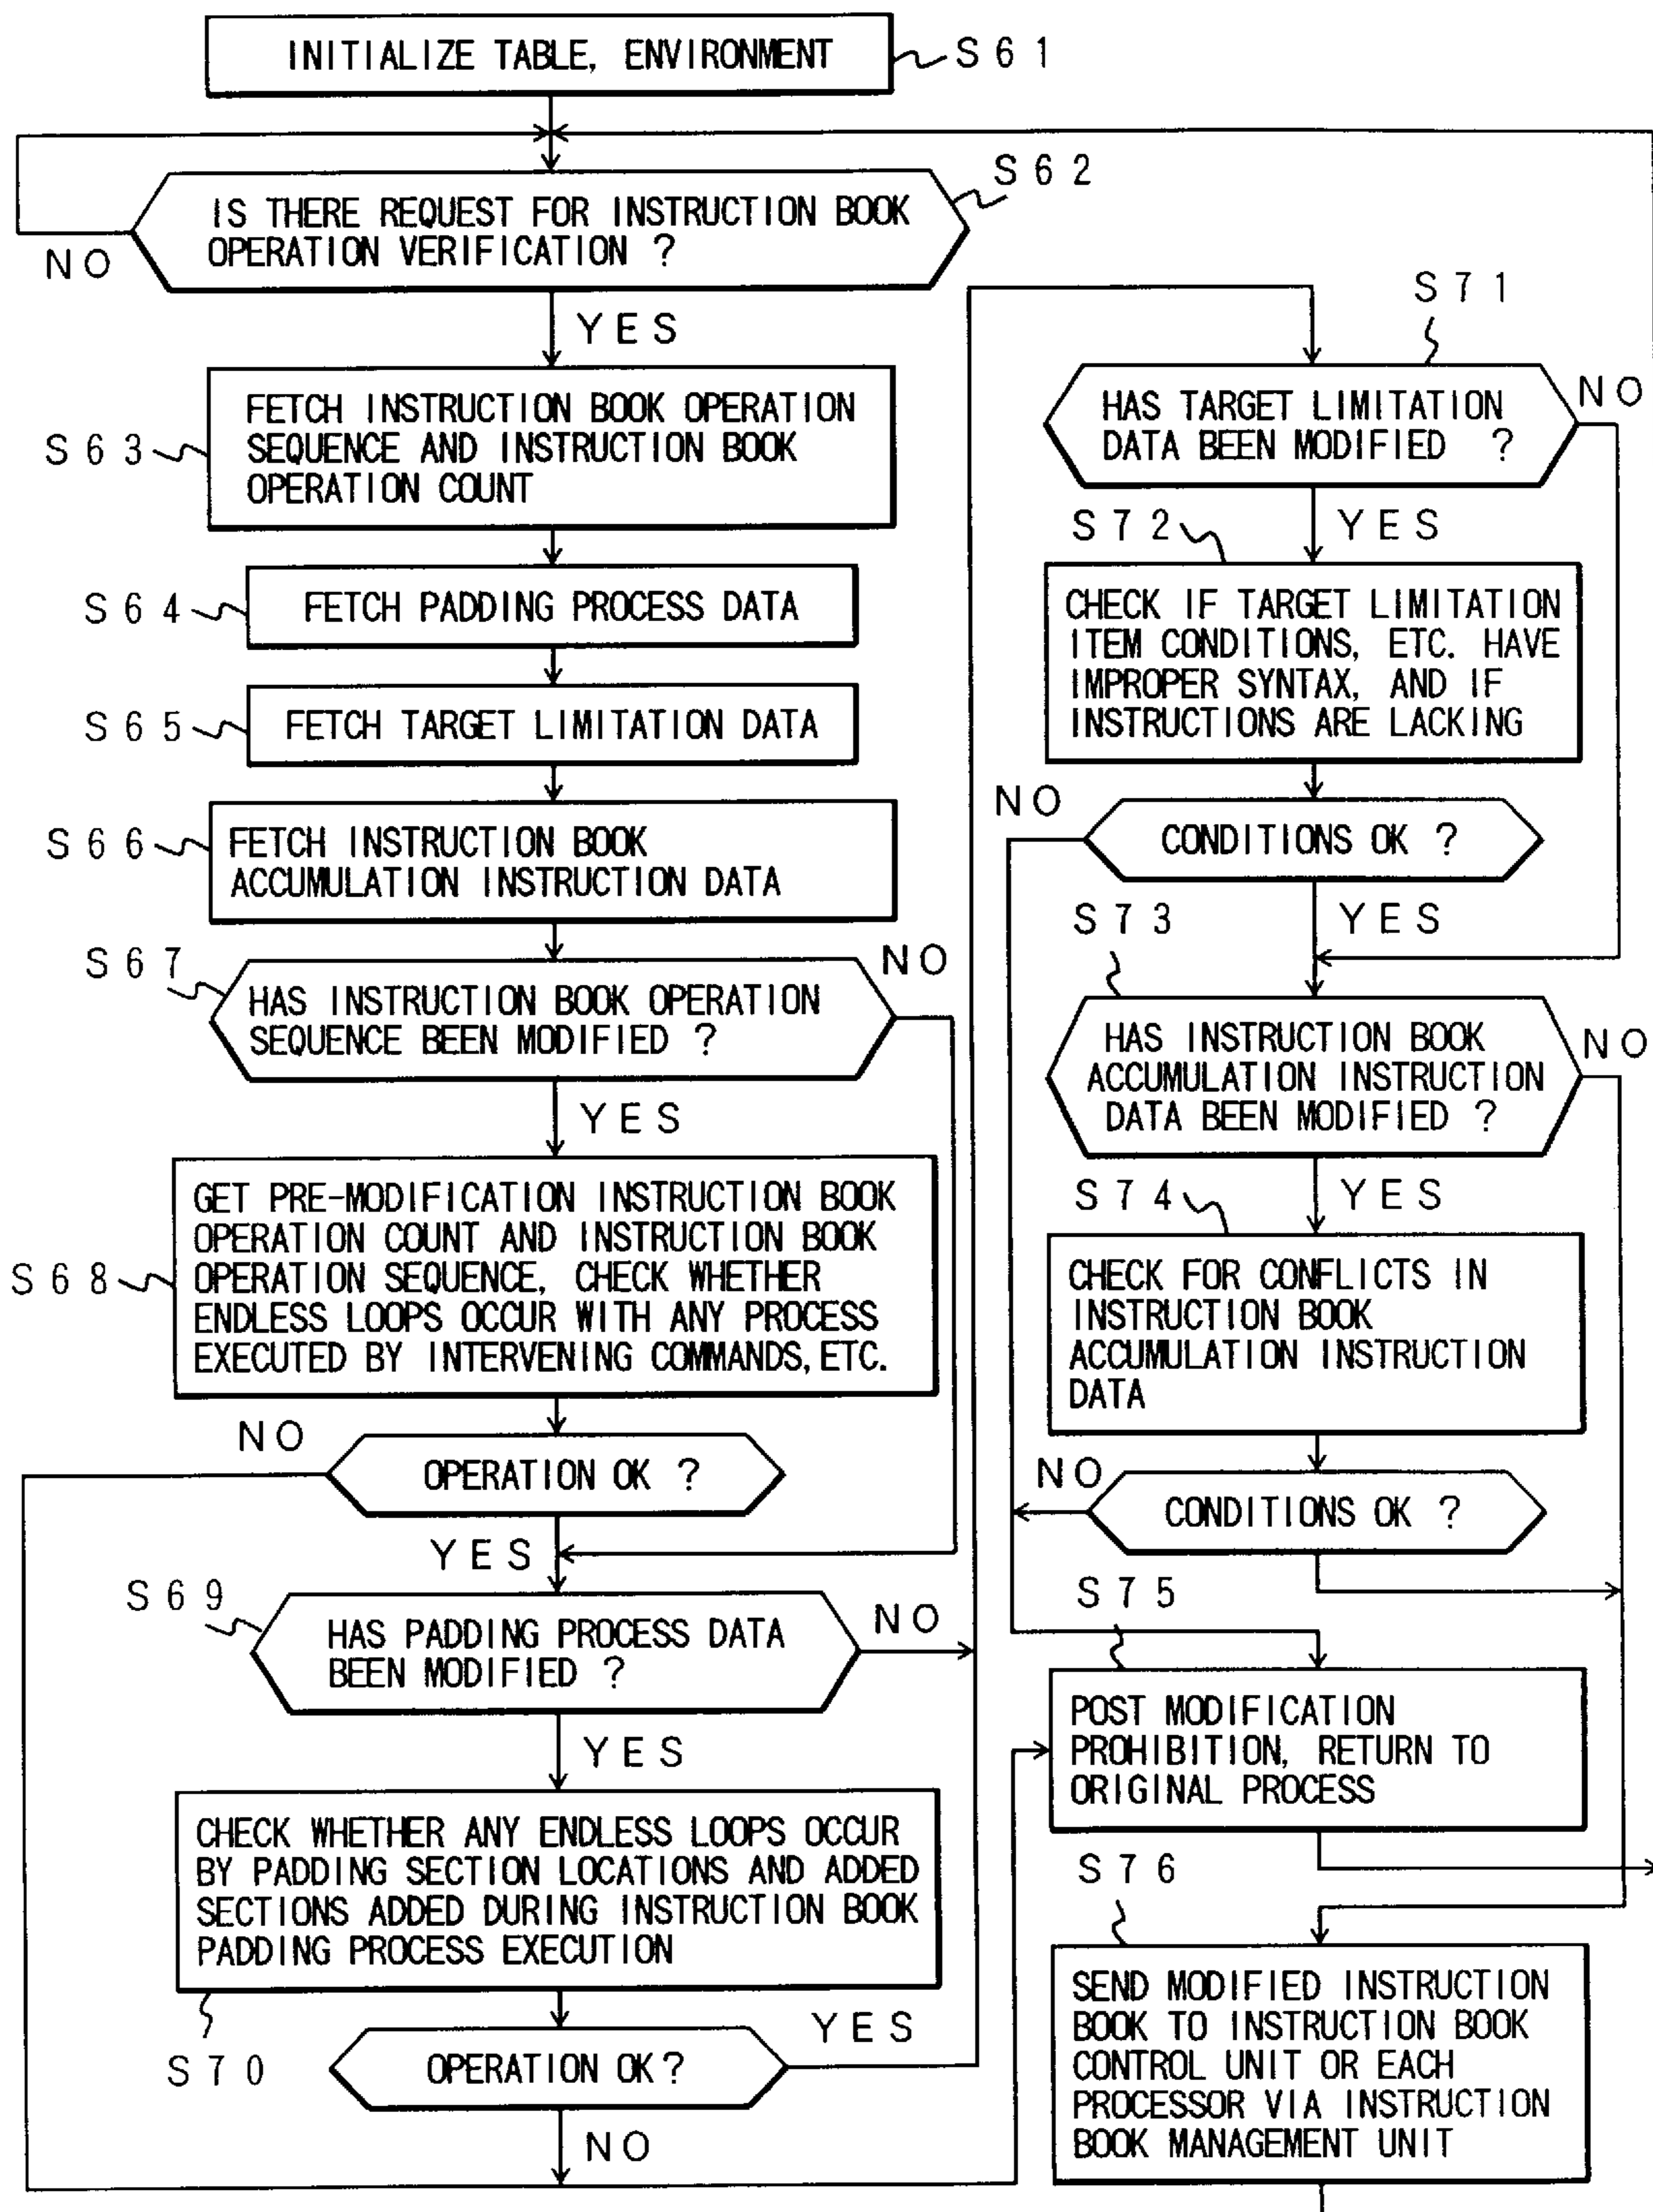 INITIALIZE TABLE, ENVIRONMENT
S61
S62
IS THERE REQUEST FOR INSTRUCTION BOOK
OPERATION VERIFICATION ?
NO
YES
S63
FETCH INSTRUCTION BOOK OPERATION
SEQUENCE AND INSTRUCTION BOOK
OPERATION COUNT
S64
FETCH PADDING PROCESS DATA
S65
FETCH TARGET LIMITATION DATA
S66
FETCH INSTRUCTION BOOK
ACCUMULATION INSTRUCTION DATA
S67
NO
HAS INSTRUCTION BOOK OPERATION
SEQUENCE BEEN MODIFIED ?
YES
S68
GET PRE-MODIFICATION INSTRUCTION BOOK
OPERATION COUNT AND INSTRUCTION BOOK
OPERATION SEQUENCE, CHECK WHETHER
ENDLESS LOOPS OCCUR WITH ANY PROCESS
EXECUTED BY INTERVENING COMMANDS, ETC.
NO
OPERATION OK ?
YES
S69
HAS PADDING PROCESS DATA
BEEN MODIFIED ?
NO
YES
CHECK WHETHER ANY ENDLESS LOOPS OCCUR
BY PADDING SECTION LOCATIONS AND ADDED
SECTIONS ADDED DURING INSTRUCTION BOOK
PADDING PROCESS EXECUTION
S70
OPERATION OK?
YES
NO
S71
HAS TARGET LIMITATION
DATA BEEN MODIFIED ?
NO
S72
YES
CHECK IF TARGET LIMITATION
ITEM CONDITIONS, ETC. HAVE
IMPROPER SYNTAX, AND IF
INSTRUCTIONS ARE LACKING
NO
CONDITIONS OK ?
S73
YES
HAS INSTRUCTION BOOK
ACCUMULATION INSTRUCTION
DATA BEEN MODIFIED ?
NO
S74
YES
CHECK FOR CONFLICTS IN
INSTRUCTION BOOK
ACCUMULATION INSTRUCTION
DATA
NO
CONDITIONS OK ?
S75
POST MODIFICATION
PROHIBITION, RETURN TO
ORIGINAL PROCESS
S76
SEND MODIFIED INSTRUCTION
BOOK TO INSTRUCTION BOOK
CONTROL UNIT OR EACH
PROCESSOR VIA INSTRUCTION
BOOK MANAGEMENT UNIT